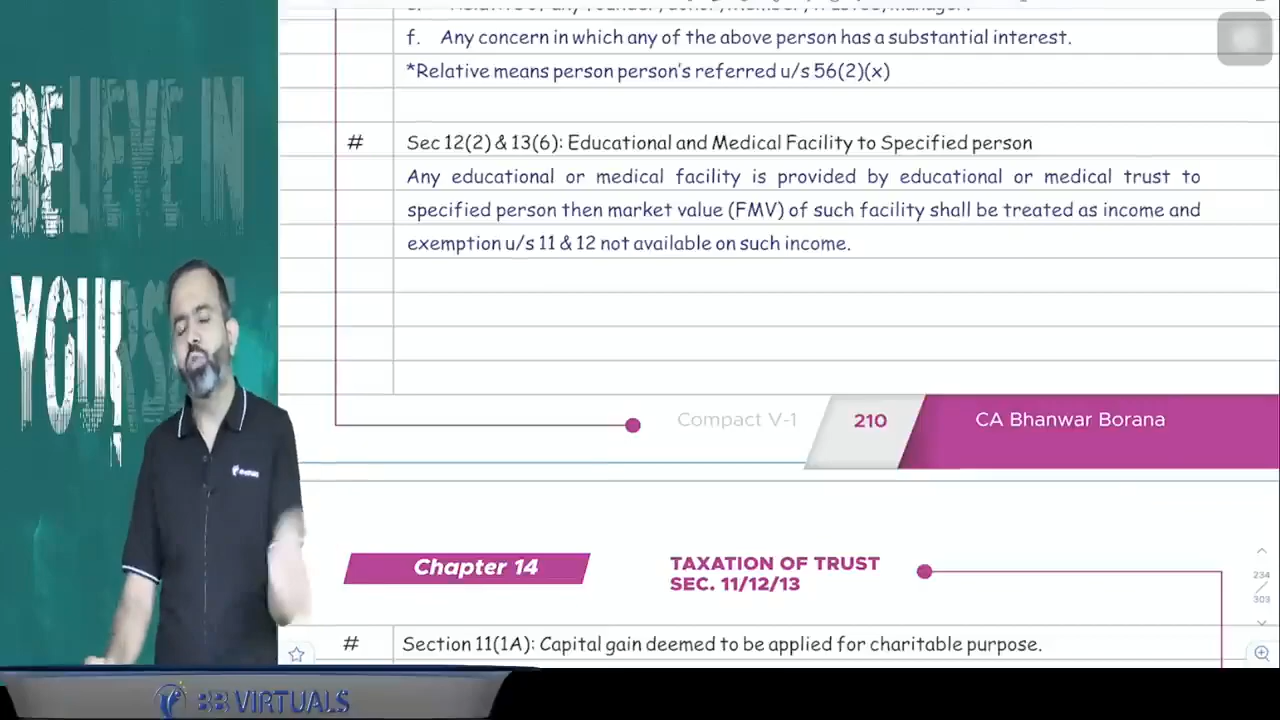 BELIEVE IN
YOURSELF
f. Any concern in which any of the above person has a substantial interest.
*Relative means person person's referred u/s 56(2)(x)
# Sec 12(2) & 13(6): Educational and Medical Facility to Specified person
Any educational or medical facility is provided by educational or medical trust to
specified person then market value (FMV) of such facility shall be treated as income and
exemption u/s 11 & 12 not available on such income.
Compact V-1 210 CA Bhanwar Borana
Chapter 14
TAXATION OF TRUST
SEC. 11/12/13
234
303
# Section 11(1A): Capital gain deemed to be applied for charitable purpose.
BB VIRTUALS